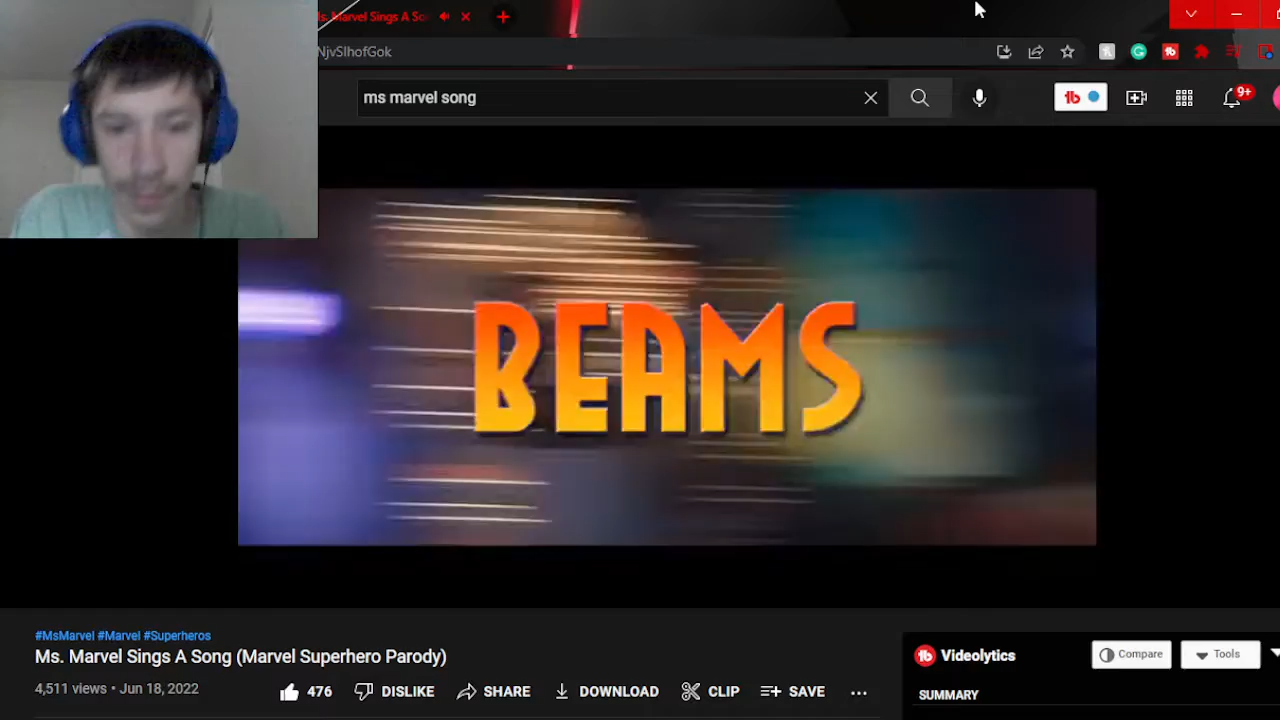 s. Marvel Sings A So
NjvSlhofGok
ms marvel song
9+
BEAMS
#MsMarvel #Marvel #Superheros
Ms. Marvel Sings A Song (Marvel Superhero Parody)
4,511 views • Jun 18, 2022
476 DISLIKE SHARE DOWNLOAD CLIP SAVE ...
Videolytics Compare Tools
SUMMARY